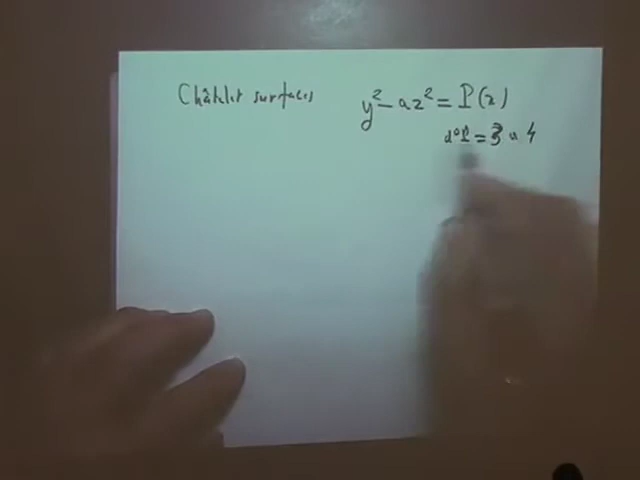 Châtelet surfaces y² - az² = P(x)
d°P = 3 or 4